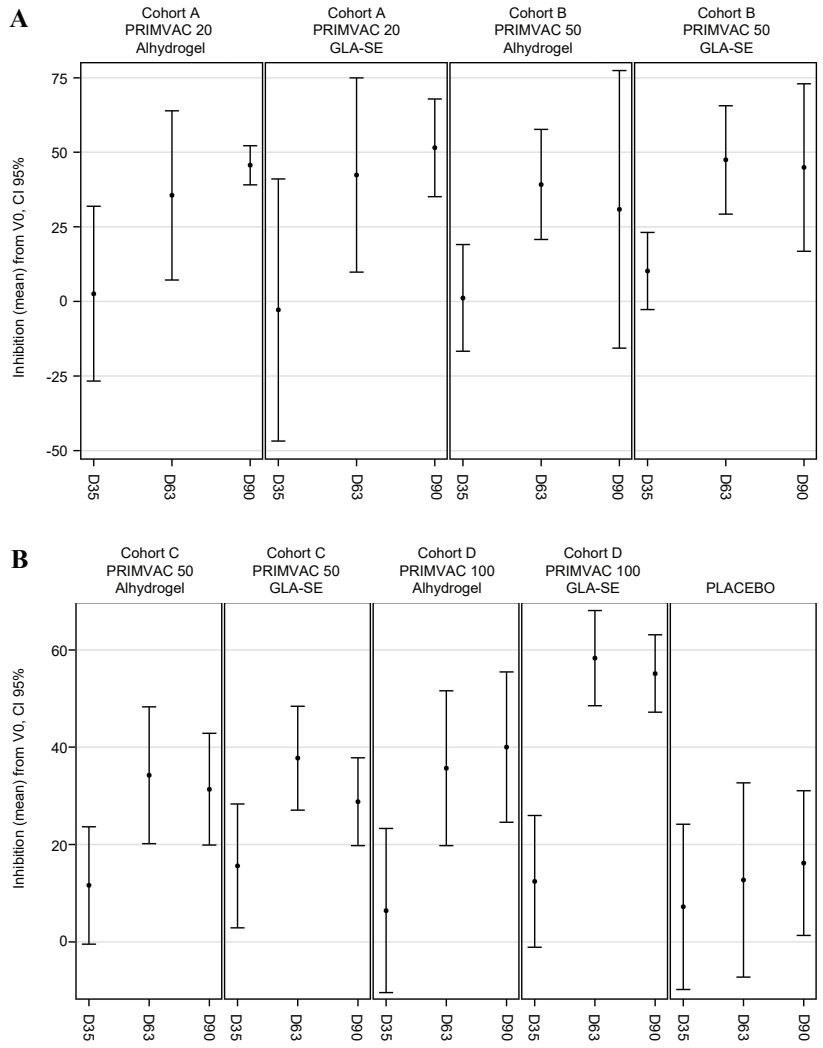 A
Cohort A
PRIMVAC 20
Alhydrogel
Cohort A
PRIMVAC 20
GLA-SE
Cohort B
PRIMVAC 50
Alhydrogel
Cohort B
PRIMVAC 50
GLA-SE
Inhibition (mean) from V0, CI 95%
75
50
25
0
-25
-50
D35
D63
D90
D35
D63
D90
D35
D63
D90
D35
D63
D90
B
Cohort C
PRIMVAC 50
Alhydrogel
Cohort C
PRIMVAC 50
GLA-SE
Cohort D
PRIMVAC 100
Alhydrogel
Cohort D
PRIMVAC 100
GLA-SE
PLACEBO
Inhibition (mean) from V0, CI 95%
60
40
20
0
D35
D63
D90
D35
D63
D90
D35
D63
D90
D35
D63
D90
D35
D63
D90